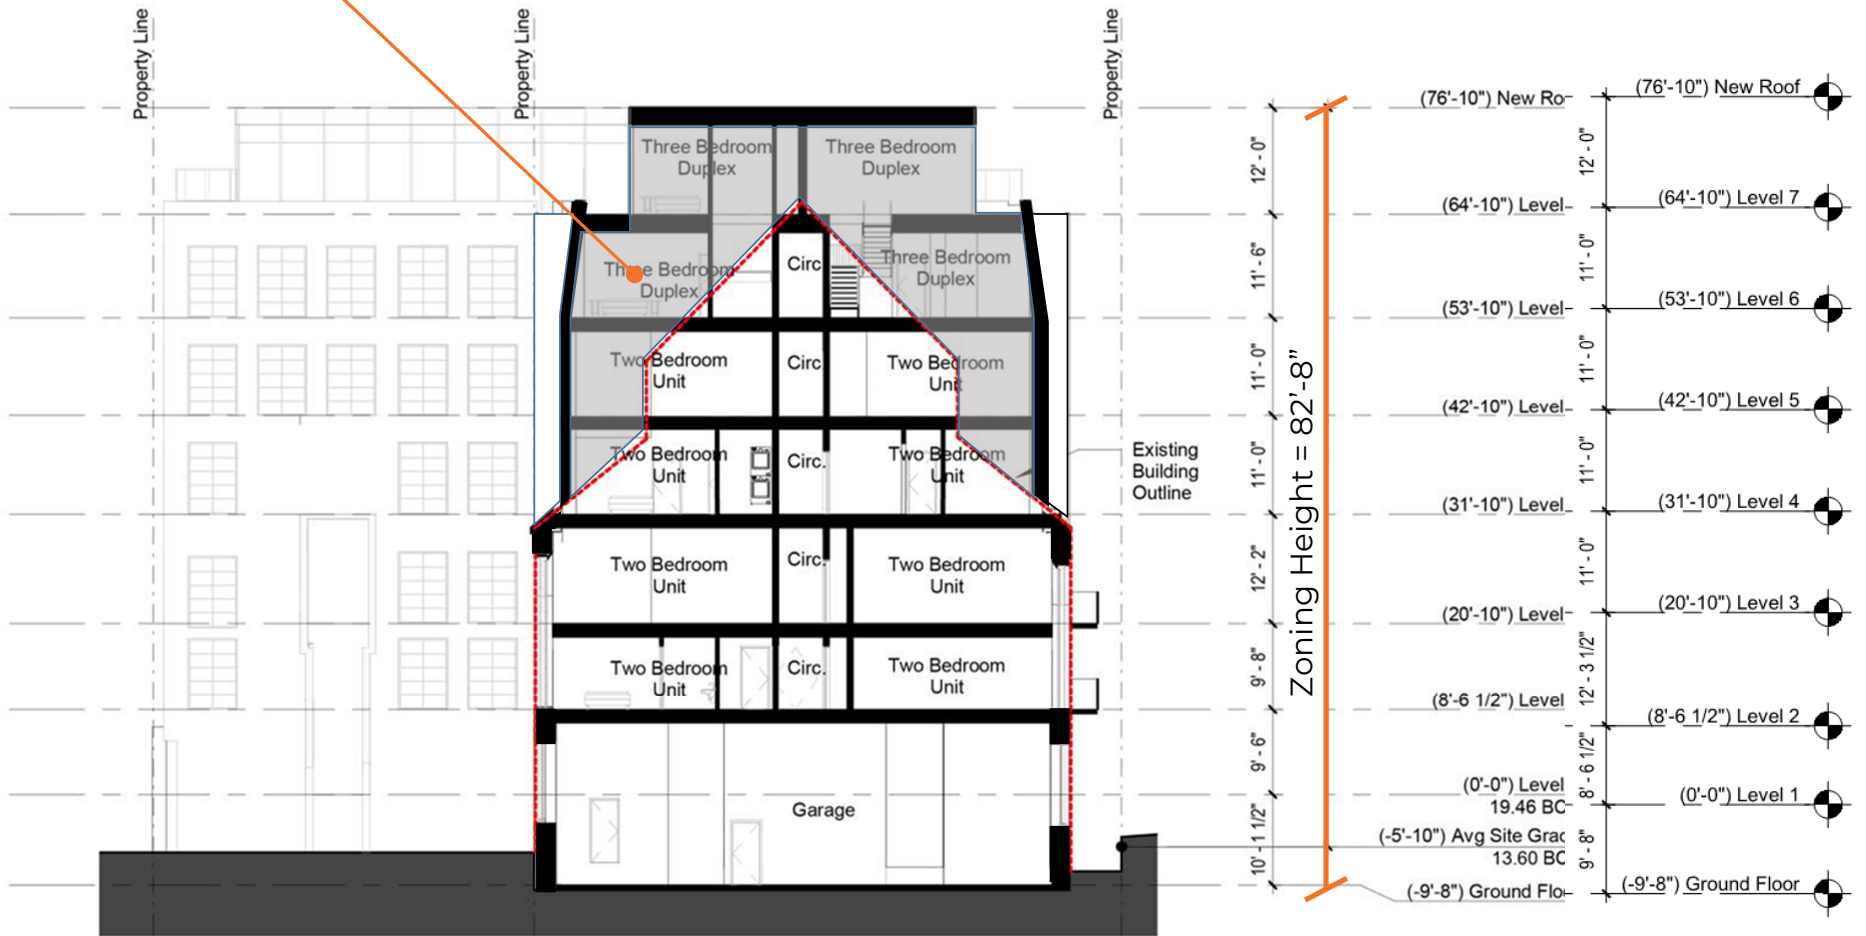 Property Line
Property Line
Property Line
Three Bedroom
Duplex
Three Bedroom
Duplex
Three Bedroom
Duplex
Circ
Three Bedroom
Duplex
Two Bedroom
Unit
Circ
Two Bedroom
Unit
Two Bedroom
Unit
Circ.
Two Bedroom
Unit
Existing
Building
Outline
Two Bedroom
Unit
Circ.
Two Bedroom
Unit
Two Bedroom
Unit
Circ.
Two Bedroom
Unit
Garage
12' - 0"
11' - 6"
11' - 0"
11' - 0"
12' - 2"
9' - 8"
9' - 6"
10' - 1 1/2"
Zoning Height = 82'-8"
(76'-10") New Ro
(64'-10") Level
(53'-10") Level
(42'-10") Level
(31'-10") Level
(20'-10") Level
(8'-6 1/2") Level
(0'-0") Level
19.46 BC
(-5'-10") Avg Site Grad
13.60 BC
(-9'-8") Ground Flo
12' - 0"
11' - 0"
11' - 0"
11' - 0"
11' - 0"
12' - 3 1/2"
8' - 6 1/2"
9' - 8"
(76'-10") New Roof
(64'-10") Level 7
(53'-10") Level 6
(42'-10") Level 5
(31'-10") Level 4
(20'-10") Level 3
(8'-6 1/2") Level 2
(0'-0") Level 1
(-9'-8") Ground Floor